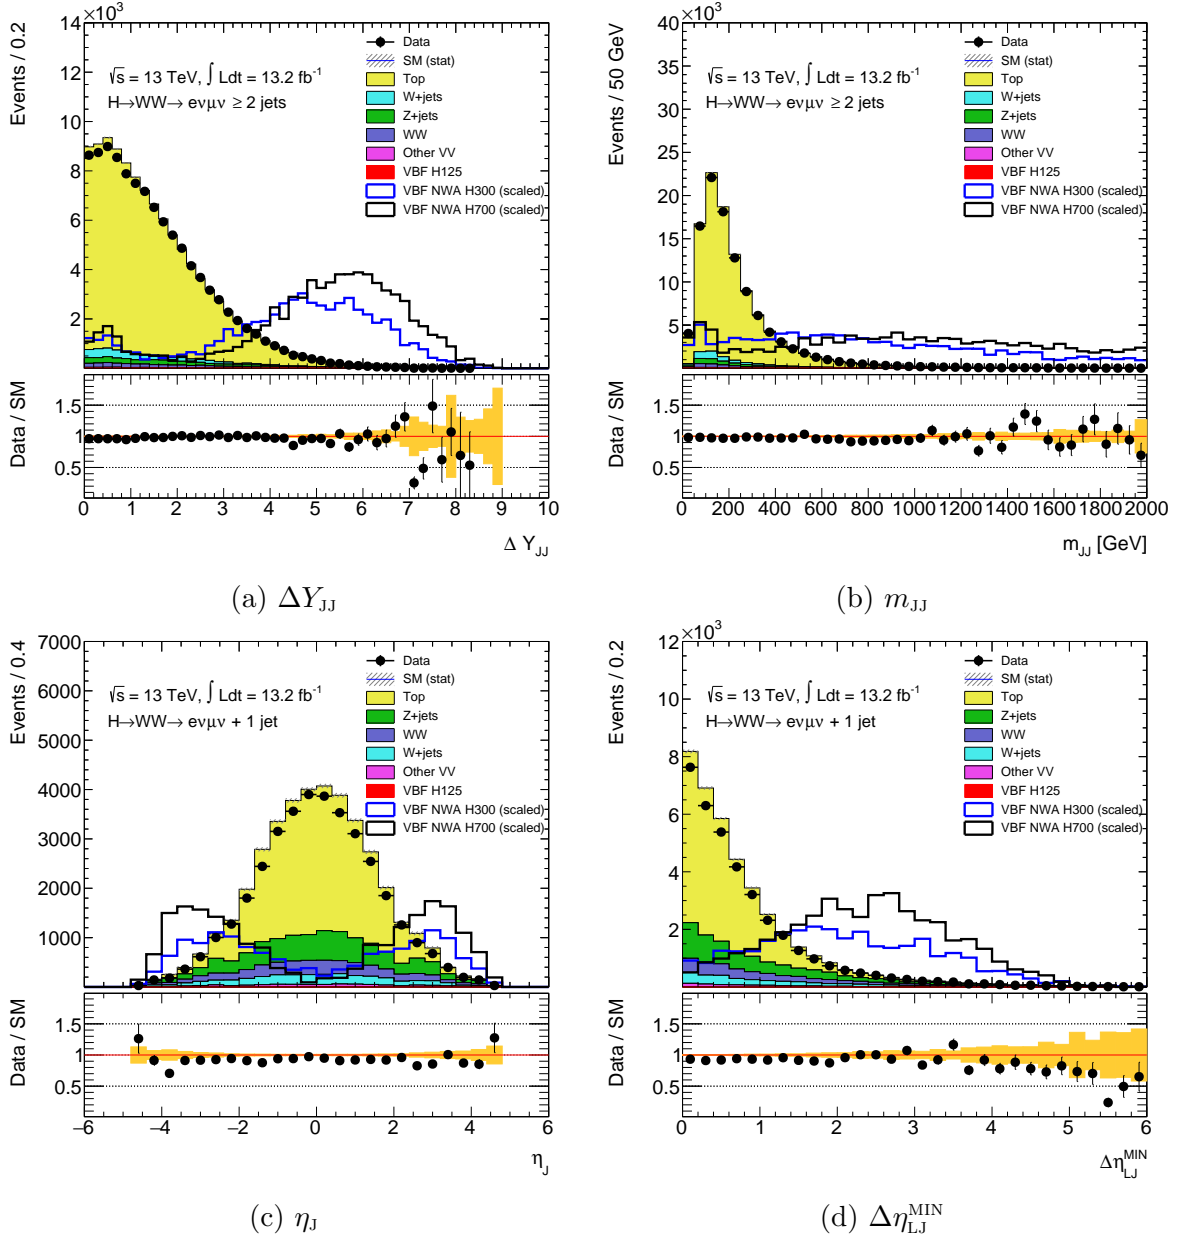 14 ×10³
Events / 0.2
12
10
8
6
4
2
√s = 13 TeV, ∫ Ldt = 13.2 fb⁻¹
H→WW→ eνμν ≥ 2 jets
Data
SM (stat)
Top
W+jets
Z+jets
WW
Other VV
VBF H125
VBF NWA H300 (scaled)
VBF NWA H700 (scaled)
Data / SM
1.5
1
0.5
0 1 2 3 4 5 6 7 8 9 10
Δ Y_JJ
(a) ΔY_JJ
40 ×10³
Events / 50 GeV
35
30
25
20
15
10
5
√s = 13 TeV, ∫ Ldt = 13.2 fb⁻¹
H→WW→ eνμν ≥ 2 jets
Data
SM (stat)
Top
W+jets
Z+jets
WW
Other VV
VBF H125
VBF NWA H300 (scaled)
VBF NWA H700 (scaled)
Data / SM
1.5
1
0.5
0 200 400 600 800 1000 1200 1400 1600 1800 2000
m_JJ [GeV]
(b) m_JJ
7000
Events / 0.4
6000
5000
4000
3000
2000
1000
√s = 13 TeV, ∫ Ldt = 13.2 fb⁻¹
H→WW→ eνμν + 1 jet
Data
SM (stat)
Top
Z+jets
WW
W+jets
Other VV
VBF H125
VBF NWA H300 (scaled)
VBF NWA H700 (scaled)
Data / SM
1.5
1
0.5
−6 −4 −2 0 2 4 6
η_J
(c) η_J
12 ×10³
Events / 0.2
10
8
6
4
2
√s = 13 TeV, ∫ Ldt = 13.2 fb⁻¹
H→WW→ eνμν + 1 jet
Data
SM (stat)
Top
Z+jets
WW
W+jets
Other VV
VBF H125
VBF NWA H300 (scaled)
VBF NWA H700 (scaled)
Data / SM
1.5
1
0.5
0 1 2 3 4 5 6
Δη_LJ^MIN
(d) Δη_LJ^MIN